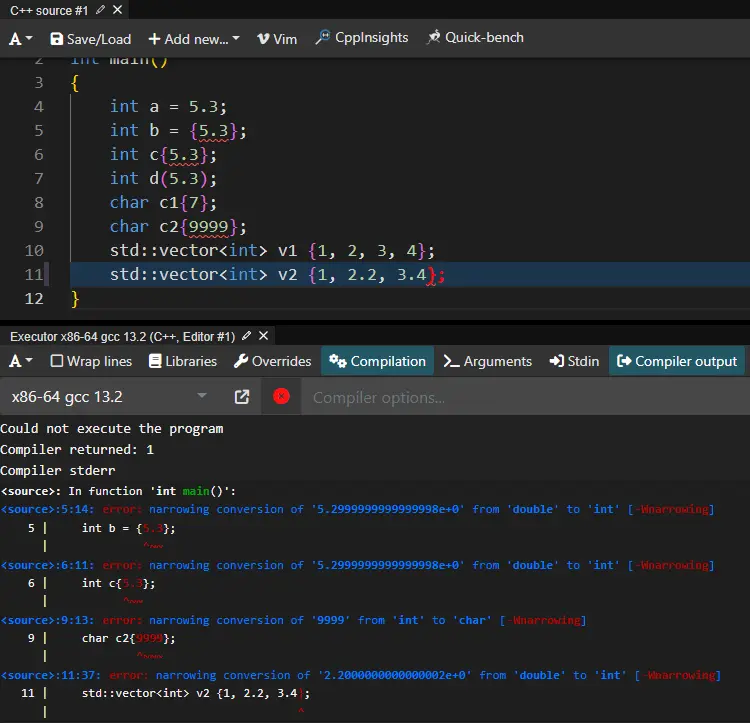 C++ source #1
A Save/Load Add new... Vim CppInsights Quick-bench
2 int main()
3 {
4 int a = 5.3;
5 int b = {5.3};
6 int c{5.3};
7 int d(5.3);
8 char c1{7};
9 char c2{9999};
10 std::vector<int> v1 {1, 2, 3, 4};
11 std::vector<int> v2 {1, 2.2, 3.4};
12 }
Executor x86-64 gcc 13.2 (C++, Editor #1)
A Wrap lines Libraries Overrides Compilation Arguments Stdin Compiler output
x86-64 gcc 13.2 Compiler options...
Could not execute the program
Compiler returned: 1
Compiler stderr
<source>: In function 'int main()':
<source>:5:14: error: narrowing conversion of '5.2999999999999998e+0' from 'double' to 'int' [-Wnarrowing]
5 | int b = {5.3};
| ^~~
<source>:6:11: error: narrowing conversion of '5.2999999999999998e+0' from 'double' to 'int' [-Wnarrowing]
6 | int c{5.3};
| ^~~
<source>:9:13: error: narrowing conversion of '9999' from 'int' to 'char' [-Wnarrowing]
9 | char c2{9999};
| ^~~~
<source>:11:37: error: narrowing conversion of '2.2000000000000002e+0' from 'double' to 'int' [-Wnarrowing]
11 | std::vector<int> v2 {1, 2.2, 3.4};
| ^